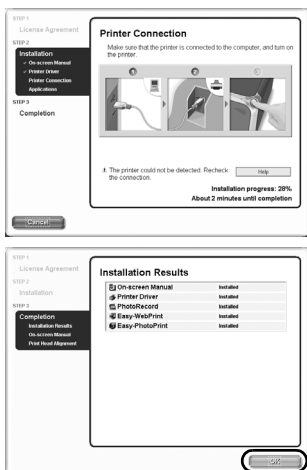 STEP 1
License Agreement
STEP 2
Installation
✓ On-screen Manual
✓ Printer Driver
Printer Connection
Applications
STEP 3
Completion
Printer Connection
Make sure that the printer is connected to the computer, and turn on
the printer.
1
2
3
The printer could not be detected. Recheck
the connection.
Help
Installation progress: 28%
About 2 minutes until completion
Cancel
STEP 1
License Agreement
STEP 2
Installation
STEP 3
Completion
Installation Results
On-screen Manual
Print Head Alignment
Installation Results
On-screen Manual Installed
Printer Driver Installed
PhotoRecord Installed
Easy-WebPrint Installed
Easy-PhotoPrint Installed
OK